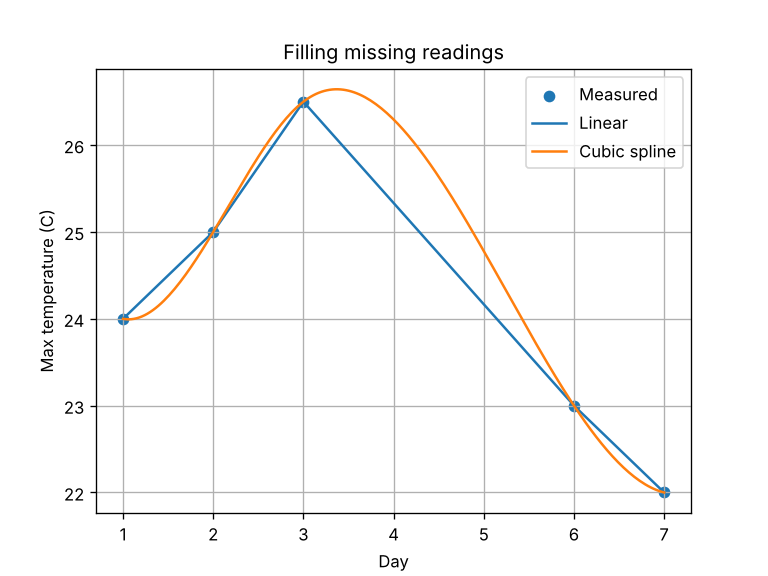 Filling missing readings
Measured
Linear
Cubic spline
Max temperature (C)
26
25
24
23
22
1 2 3 4 5 6 7
Day